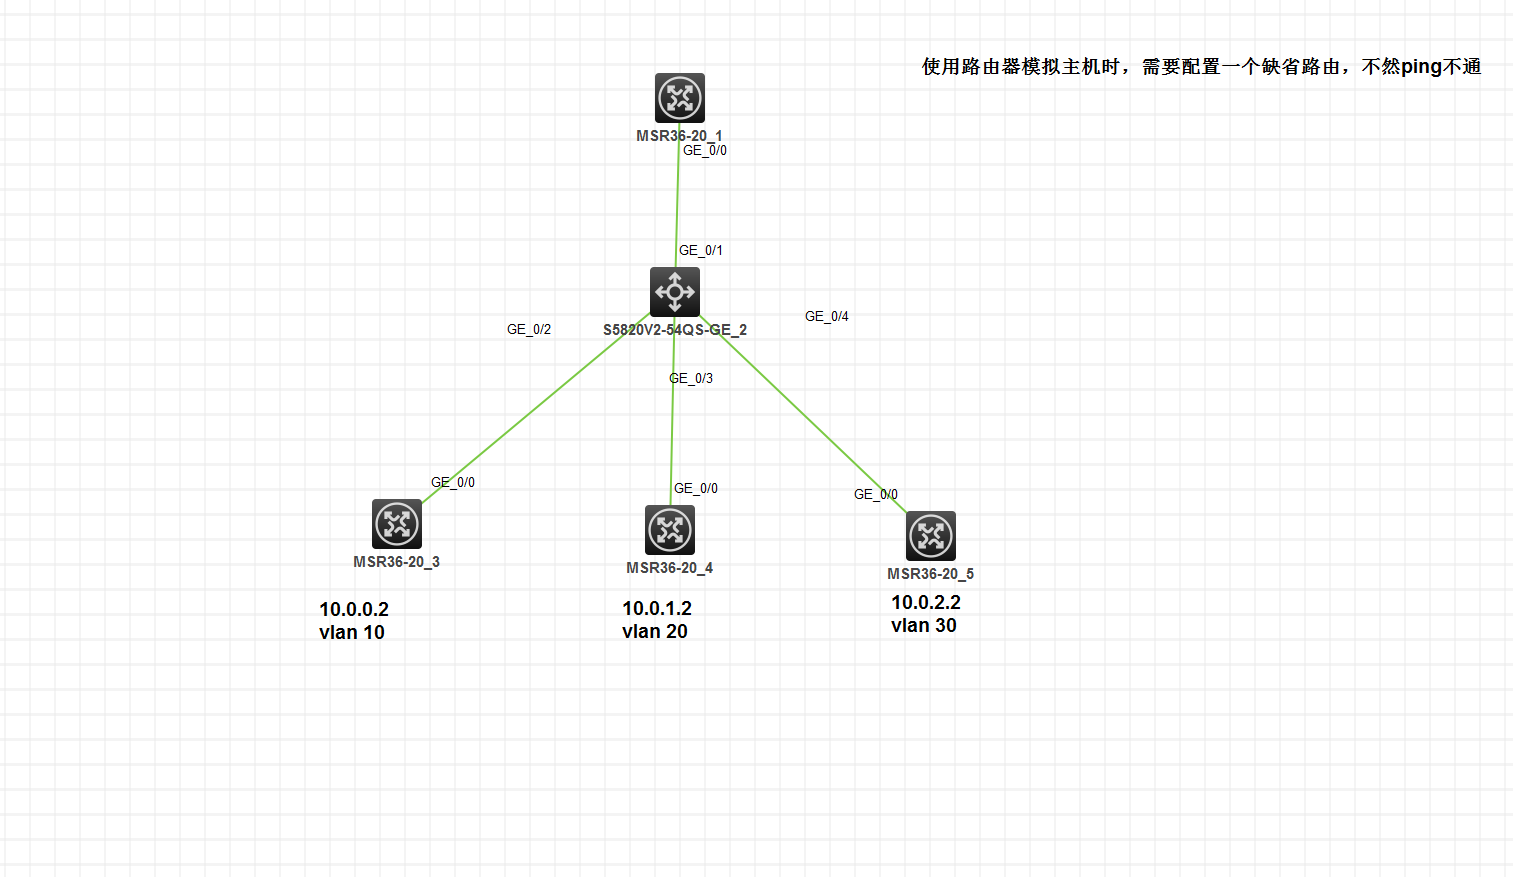 使用路由器模拟主机时，需要配置一个缺省路由，不然ping不通
MSR36-20_1
GE_0/0
GE_0/1
GE_0/4
GE_0/2
S5820V2-54QS-GE_2
GE_0/3
GE_0/0
GE_0/0
GE_0/0
MSR36-20_3
MSR36-20_4
MSR36-20_5
10.0.0.2
vlan 10
10.0.1.2
vlan 20
10.0.2.2
vlan 30